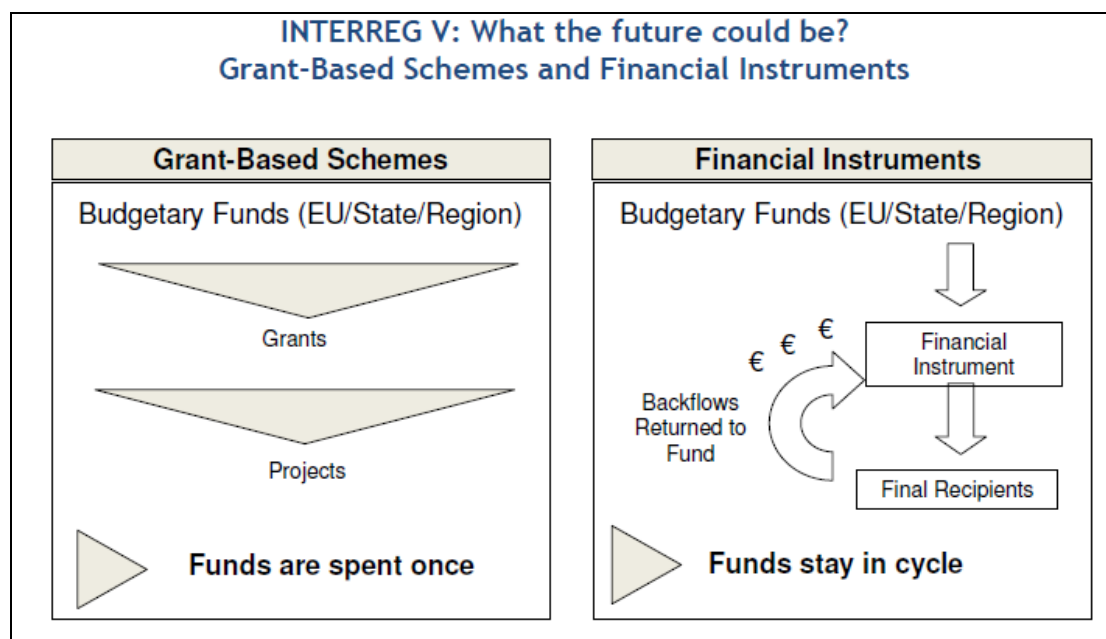 INTERREG V: What the future could be?
Grant-Based Schemes and Financial Instruments
Grant-Based Schemes
Budgetary Funds (EU/State/Region)
Grants
Projects
Funds are spent once
Financial Instruments
Budgetary Funds (EU/State/Region)
Financial
Instrument
€ € €
Backflows
Returned to
Fund
Final Recipients
Funds stay in cycle